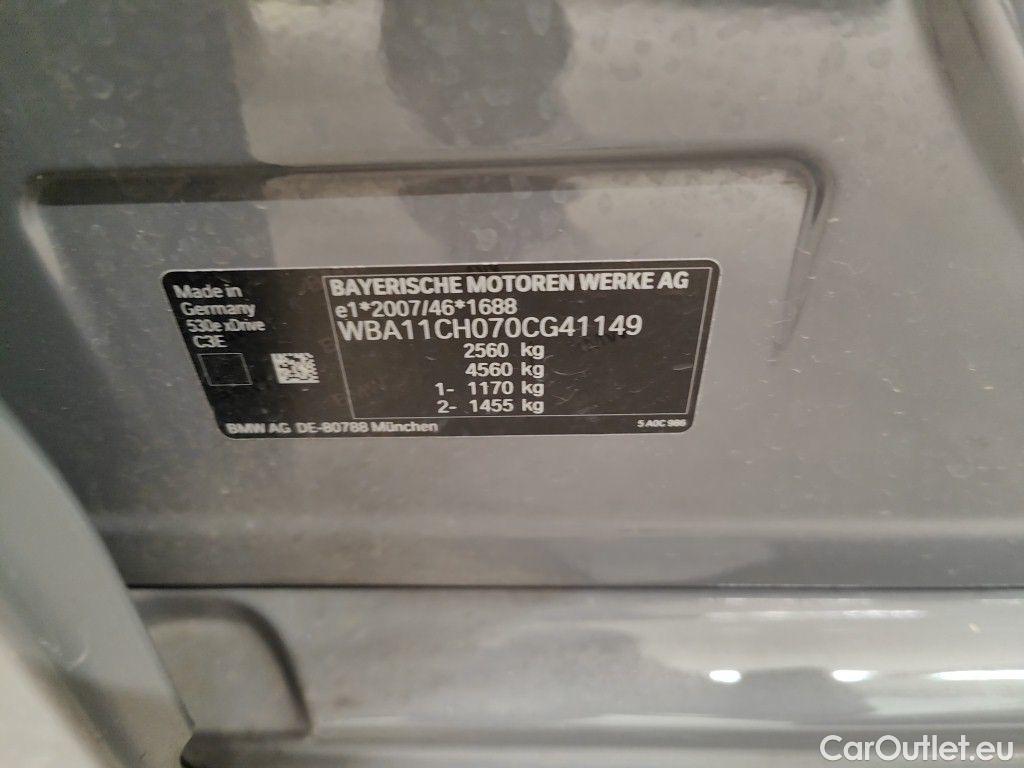 Made in
Germany
530e xDrive
C3E
BAYERISCHE MOTOREN WERKE AG
e1*2007/46*1688
WBA11CH070CG41149
2560 kg
4560 kg
1- 1170 kg
2- 1455 kg
BMW AG DE-80788 München
5 A0C 986
CarOutlet.eu